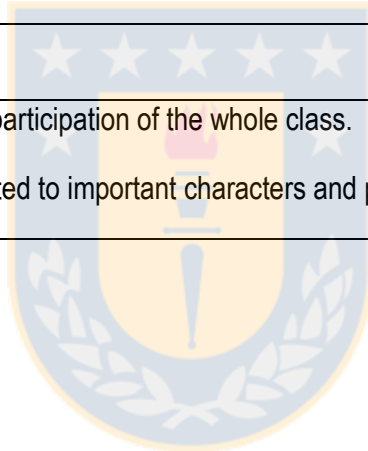 participation of the whole class.
ted to important characters and p